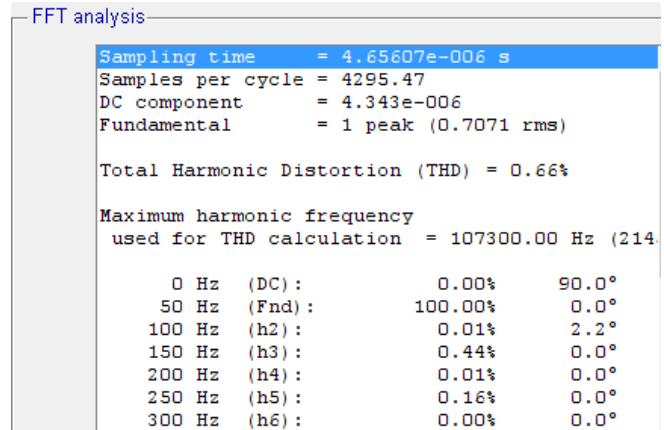 FFT analysis
Sampling time = 4.65607e-006 s
Samples per cycle = 4295.47
DC component = 4.343e-006
Fundamental = 1 peak (0.7071 rms)
Total Harmonic Distortion (THD) = 0.66%
Maximum harmonic frequency
used for THD calculation = 107300.00 Hz (214
0 Hz (DC): 0.00% 90.0°
50 Hz (Fnd): 100.00% 0.0°
100 Hz (h2): 0.01% 2.2°
150 Hz (h3): 0.44% 0.0°
200 Hz (h4): 0.01% 0.0°
250 Hz (h5): 0.16% 0.0°
300 Hz (h6): 0.00% 0.0°